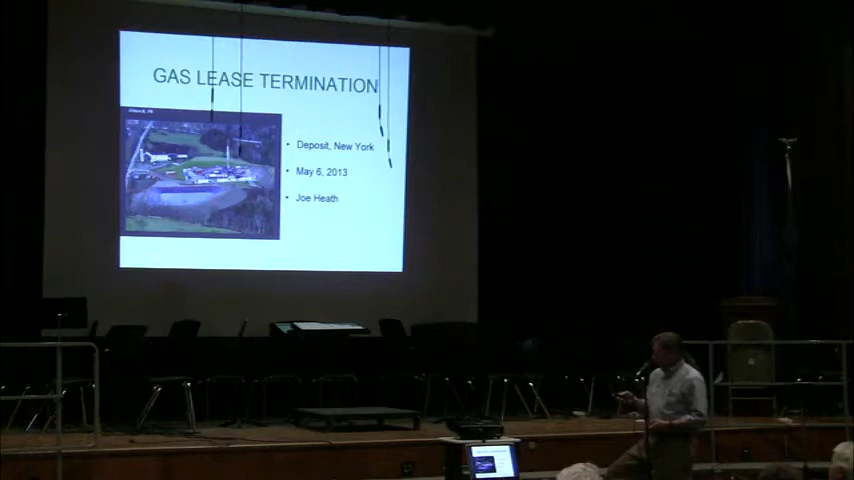 GAS LEASE TERMINATION
• Deposit, New York
• May 6, 2013
• Joe Heath